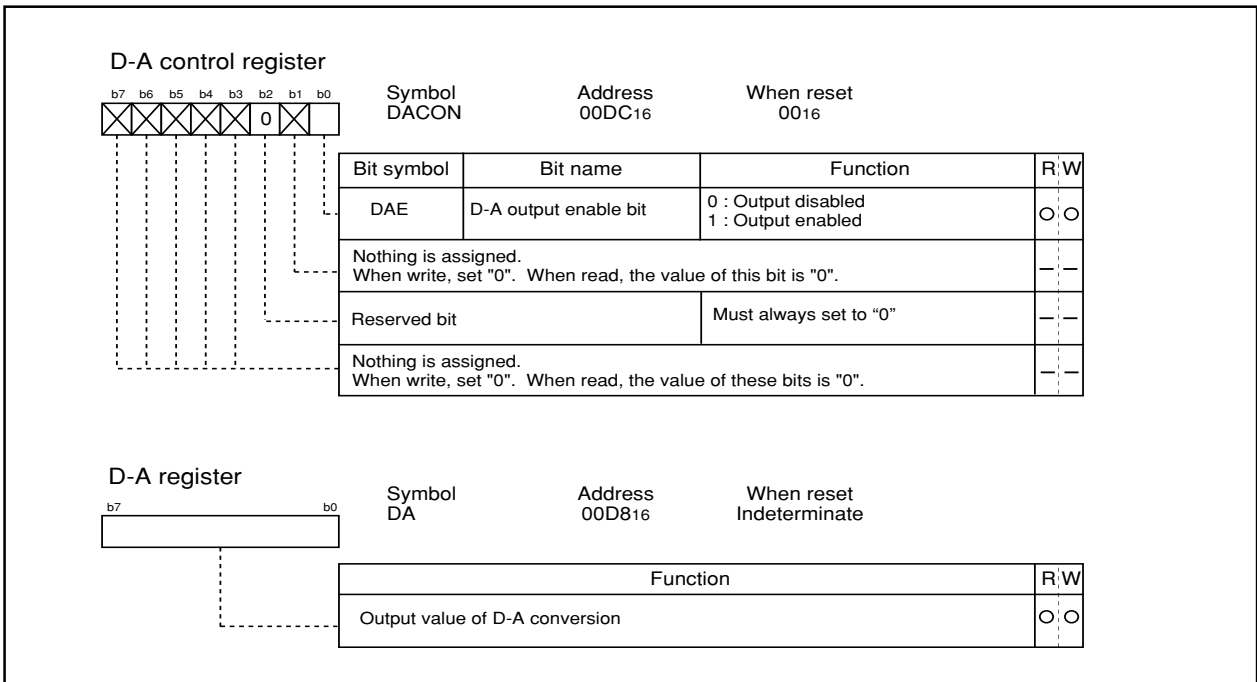 D-A control register
b7 b6 b5 b4 b3 b2 b1 b0
0
Symbol Address When reset
DACON 00DC16 0016
Bit symbol Bit name Function R W
DAE D-A output enable bit 0 : Output disabled
1 : Output enabled
Nothing is assigned.
When write, set "0". When read, the value of this bit is "0".
Reserved bit Must always set to “0”
Nothing is assigned.
When write, set "0". When read, the value of these bits is "0".
D-A register
b7 b0
Symbol Address When reset
DA 00D816 Indeterminate
Function R W
Output value of D-A conversion